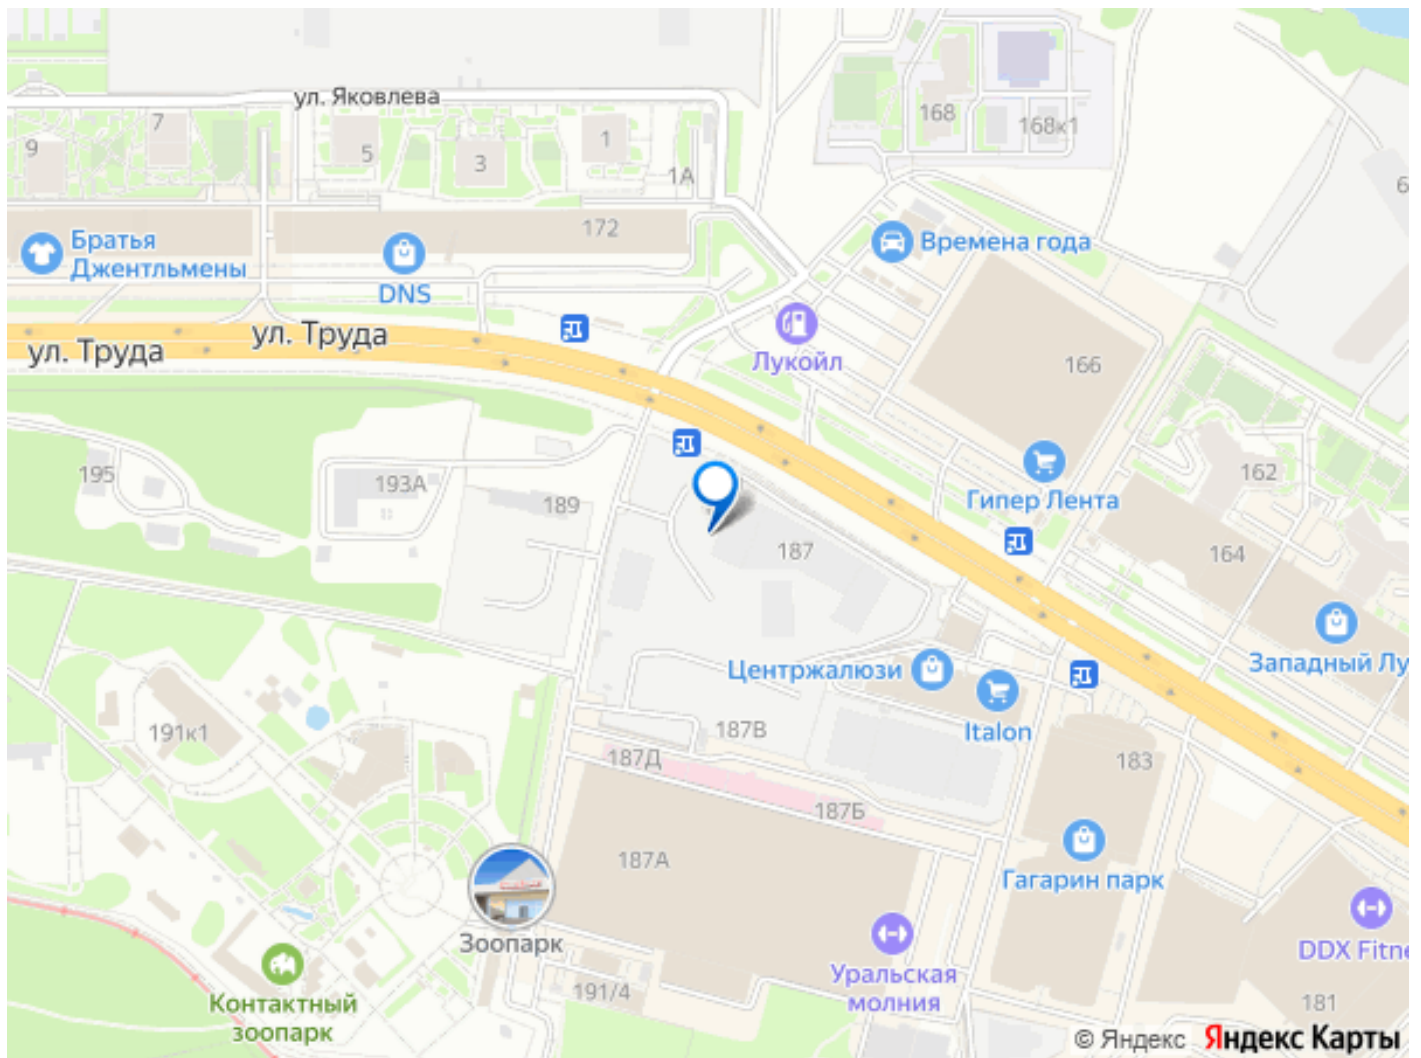 ул. Яковлева
168
168к1
7
9
5
3
1
1А
6
172
Братья
Джентльмены
DNS
Времена года
ул. Труда
ул. Труда
Лукойл
166
195
193А
189
Гипер Лента
162
187
164
Центржалюзи
Западный Лу
Italon
191к1
187В
187Д
183
187Б
187А
Гагарин парк
Зоопарк
DDX Fitne
Уральская
молния
Контактный
зоопарк
191/4
181
© Яндекс Яндекс Карты